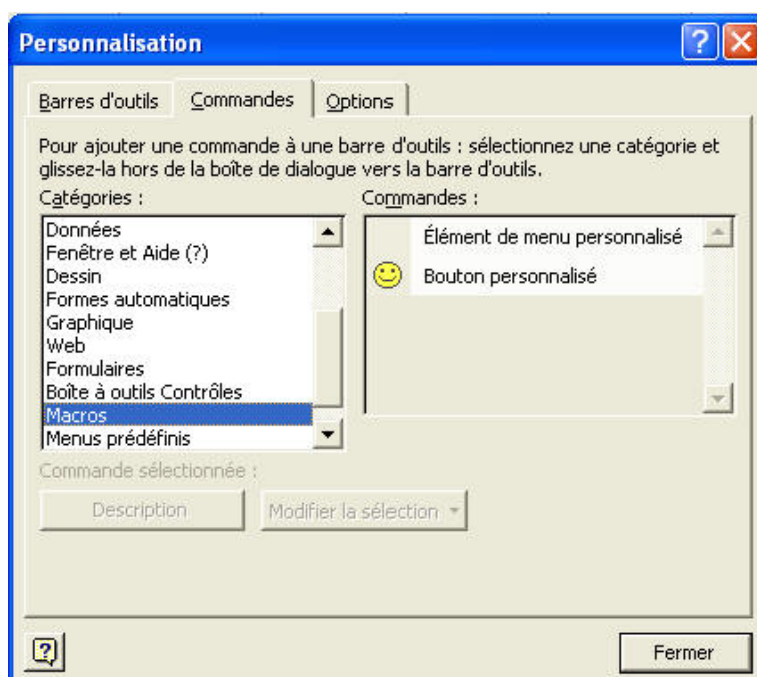 Personnalisation
Barres d'outils
Commandes
Options
Pour ajouter une commande à une barre d'outils : sélectionnez une catégorie et
glissez-la hors de la boîte de dialogue vers la barre d'outils.
Catégories :
Données
Fenêtre et Aide (?)
Dessin
Formes automatiques
Graphique
Web
Formulaires
Boîte à outils Contrôles
Macros
Menus prédéfinis
Commandes :
Élément de menu personnalisé
Bouton personnalisé
Commande sélectionnée :
Description
Modifier la sélection
Fermer